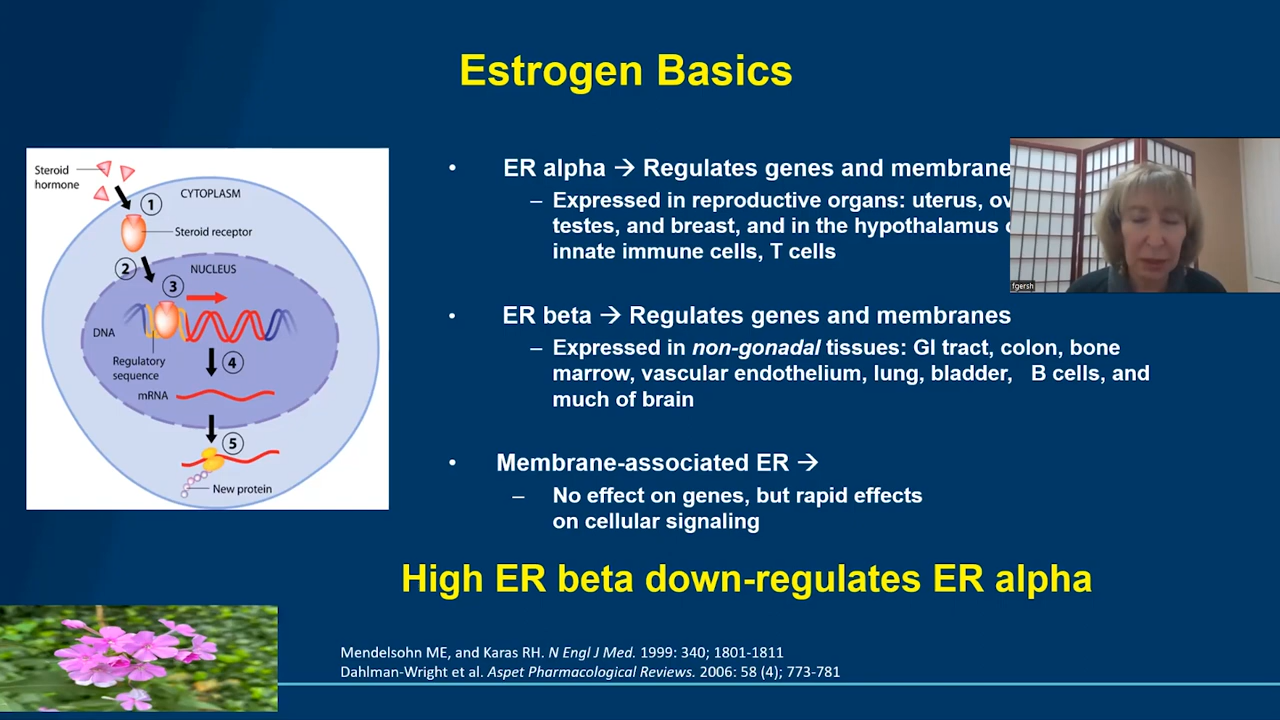 Estrogen Basics
Steroid
hormone
CYTOPLASM
1
Steroid receptor
2
NUCLEUS
3
DNA
Regulatory
sequence
4
mRNA
5
New protein
• ER alpha → Regulates genes and membrane
– Expressed in reproductive organs: uterus,
testes, and breast, and in the hypothalamus
innate immune cells, T cells
fgersh
• ER beta → Regulates genes and membranes
– Expressed in non-gonadal tissues: GI tract, colon, bone
marrow, vascular endothelium, lung, bladder, B cells, and
much of brain
• Membrane-associated ER →
– No effect on genes, but rapid effects
on cellular signaling
High ER beta down-regulates ER alpha
Mendelsohn ME, and Karas RH. N Engl J Med. 1999: 340; 1801-1811
Dahlman-Wright et al. Aspet Pharmacological Reviews. 2006: 58 (4); 773-781